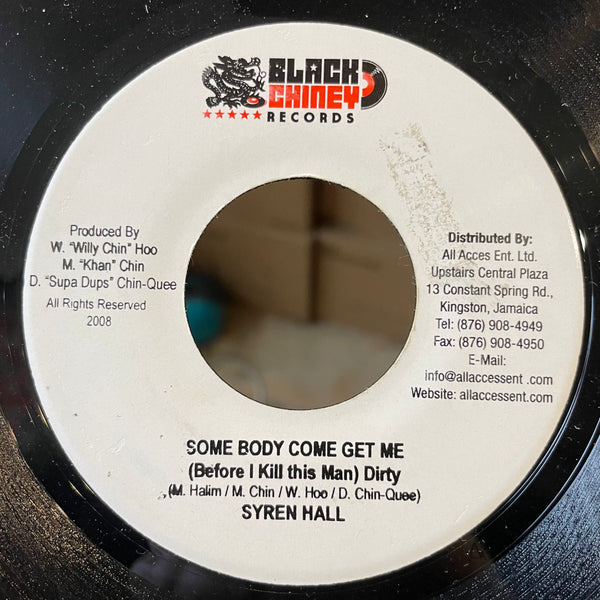 BLACK
CHINEY
RECORDS
Produced By
W. "Willy Chin" Hoo
M. "Khan" Chin
D. "Supa Dups" Chin-Quee
All Rights Reserved
2008
Distributed By:
All Acces Ent. Ltd.
Upstairs Central Plaza
13 Constant Spring Rd.,
Kingston, Jamaica
Tel: (876) 908-4949
Fax: (876) 908-4950
E-Mail:
info@allaccessent .com
Website: allaccessent.com
SOME BODY COME GET ME
(Before I Kill this Man) Dirty
(M. Halim / M. Chin / W. Hoo / D. Chin-Quee)
SYREN HALL